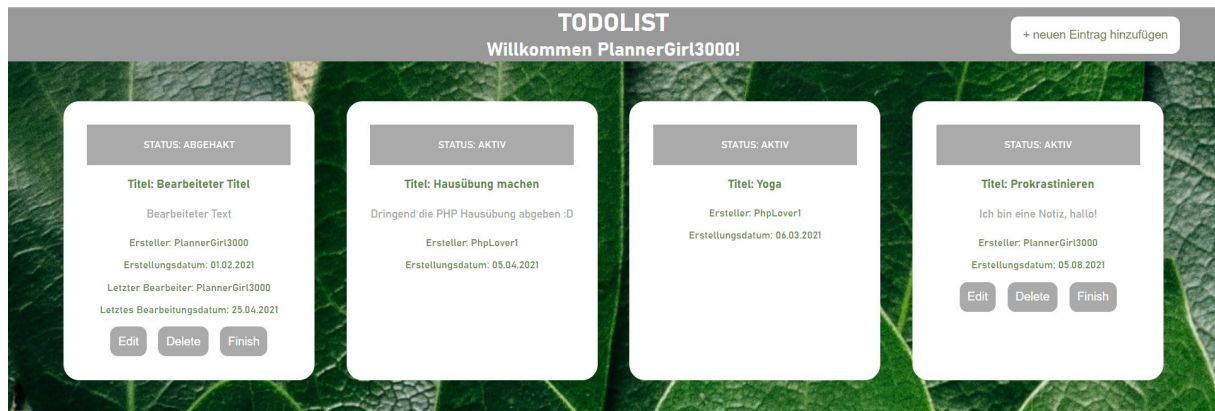 TODOLIST
Willkommen PlannerGirl3000!
+ neuen Eintrag hinzufügen
STATUS: ABGEHAKT
Titel: Bearbeiteter Titel
Bearbeiteter Text
Ersteller: PlannerGirl3000
Erstellungsdatum: 01.02.2021
Letzter Bearbeiter: PlannerGirl3000
Letztes Bearbeitungsdatum: 25.04.2021
Edit Delete Finish
STATUS: AKTIV
Titel: Hausübung machen
Dringend die PHP Hausübung abgeben :D
Ersteller: PhpLover1
Erstellungsdatum: 05.04.2021
STATUS: AKTIV
Titel: Yoga
Ersteller: PhpLover1
Erstellungsdatum: 06.03.2021
STATUS: AKTIV
Titel: Prokrastinieren
Ich bin eine Notiz, hallo!
Ersteller: PlannerGirl3000
Erstellungsdatum: 05.08.2021
Edit Delete Finish